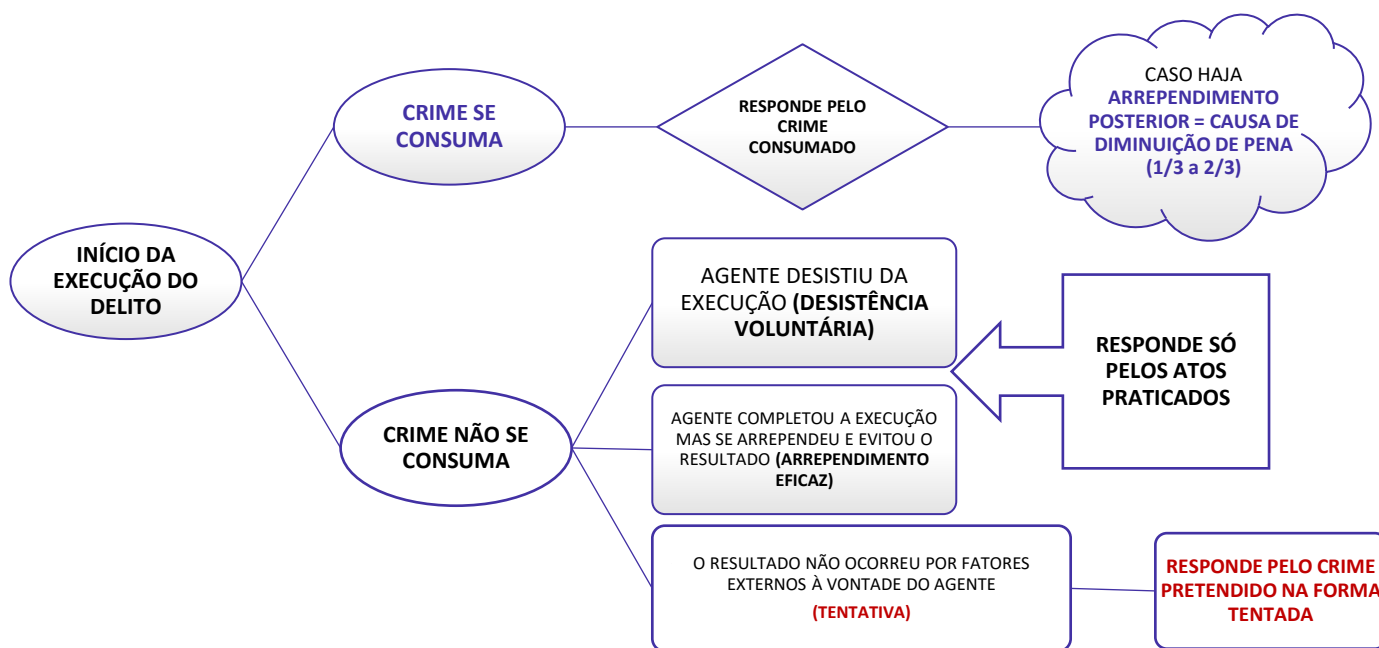 INÍCIO DA
EXECUÇÃO DO
DELITO
CRIME SE
CONSUMA
RESPONDE PELO
CRIME
CONSUMADO
CASO HAJA
ARREPENDIMENTO
POSTERIOR = CAUSA DE
DIMINUIÇÃO DE PENA
(1/3 a 2/3)
CRIME NÃO SE
CONSUMA
AGENTE DESISTIU DA
EXECUÇÃO (DESISTÊNCIA
VOLUNTÁRIA)
AGENTE COMPLETOU A EXECUÇÃO
MAS SE ARREPENDEU E EVITOU O
RESULTADO (ARREPENDIMENTO
EFICAZ)
RESPONDE SÓ
PELOS ATOS
PRATICADOS
O RESULTADO NÃO OCORREU POR FATORES
EXTERNOS À VONTADE DO AGENTE
(TENTATIVA)
RESPONDE PELO CRIME
PRETENDIDO NA FORMA
TENTADA